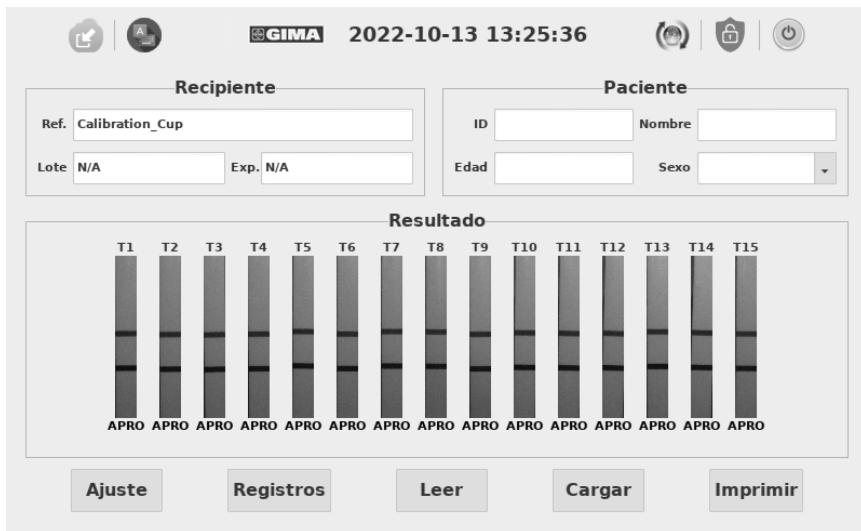 A GIMA 2022-10-13 13:25:36
Recipiente
Ref. Calibration_Cup
Lote N/A Exp. N/A
Paciente
ID Nombre
Edad Sexo
Resultado
T1 T2 T3 T4 T5 T6 T7 T8 T9 T10 T11 T12 T13 T14 T15
APRO APRO APRO APRO APRO APRO APRO APRO APRO APRO APRO APRO APRO APRO APRO
Ajuste Registros Leer Cargar Imprimir